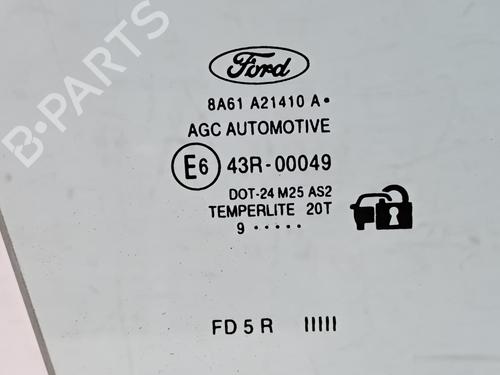 B-PARTS
Ford
8A61 A21410 A•
AGC AUTOMOTIVE
E6 43R-00049
DOT-24 M25 AS2
TEMPERLITE 20T
9 •••••
FD 5 R IIIII